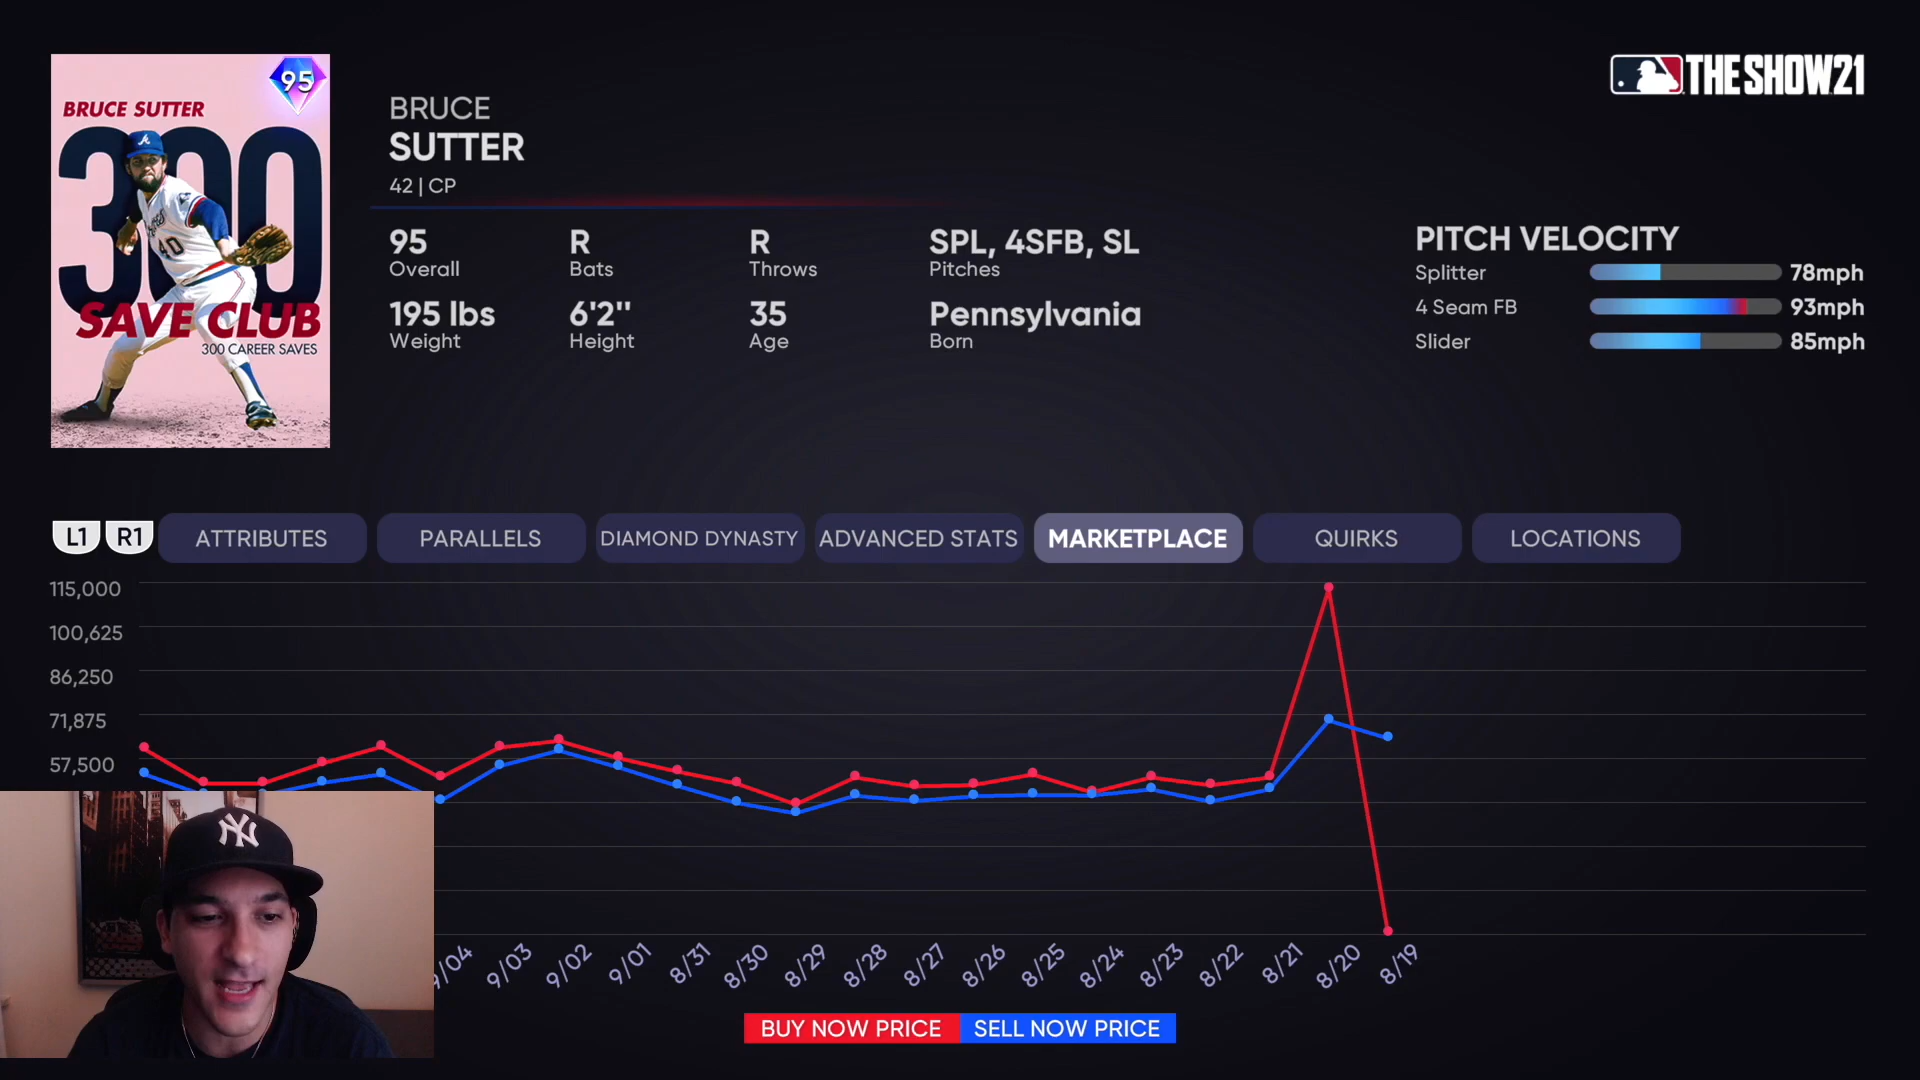 95
BRUCE SUTTER
300
SAVE CLUB
300 CAREER SAVES
40
BRUCE
SUTTER
42 | CP
95
Overall
R
Bats
R
Throws
SPL, 4SFB, SL
Pitches
195 lbs
Weight
6'2''
Height
35
Age
Pennsylvania
Born
THE SHOW 21
PITCH VELOCITY
Splitter 78mph
4 Seam FB 93mph
Slider 85mph
L1 R1 ATTRIBUTES PARALLELS DIAMOND DYNASTY ADVANCED STATS MARKETPLACE QUIRKS LOCATIONS
115,000
100,625
86,250
71,875
57,500
NY
9/04 9/03 9/02 9/01 8/31 8/30 8/29 8/28 8/27 8/26 8/25 8/24 8/23 8/22 8/21 8/20 8/19
BUY NOW PRICE SELL NOW PRICE